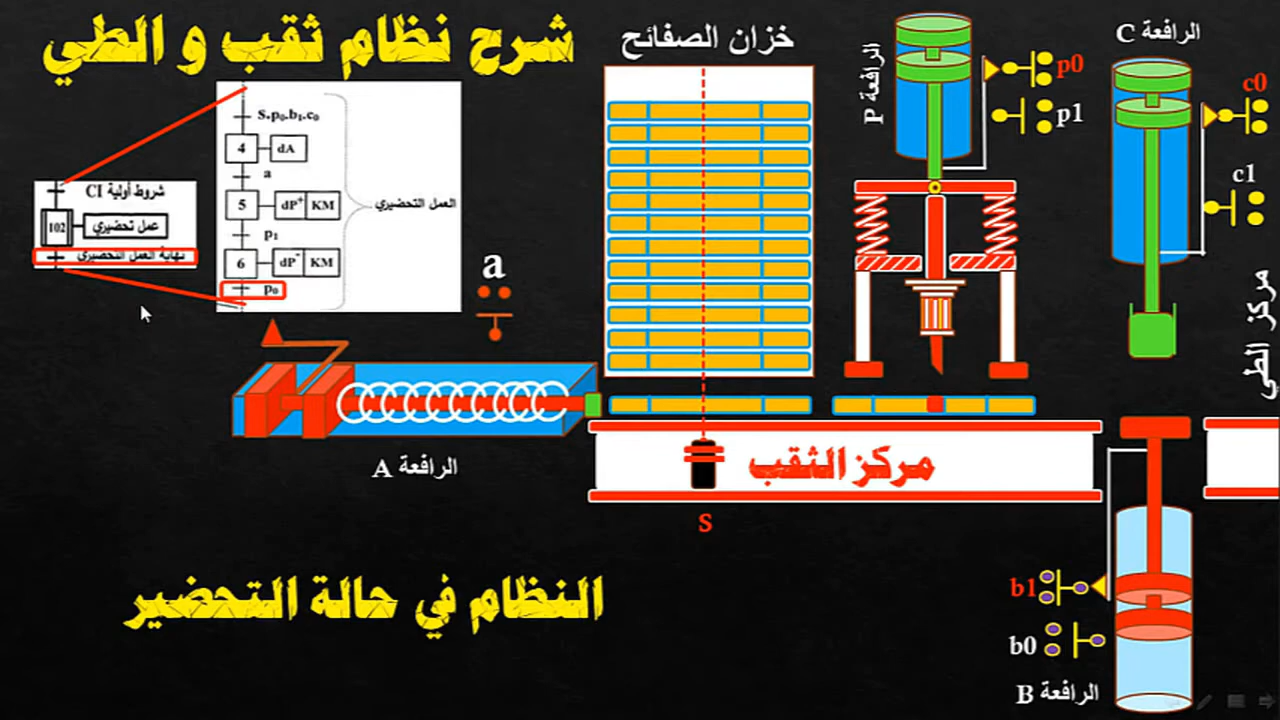 شرح نظام ثقب و الطي
خزان الصفائح
الرافعة P
p0
p1
الرافعة C
c0
c1
شروط أولية CI
102
عمل تحضيري
نهاية العمل التحضيري
S.p₀.b₁.c₀
4 dA
a
5 dP⁺ KM
p₁
6 dP⁻ KM
p₀
العمل التحضيري
a
مركز الطي
الرافعة A
مركز الثقب
S
النظام في حالة التحضير
b1
b0
الرافعة B